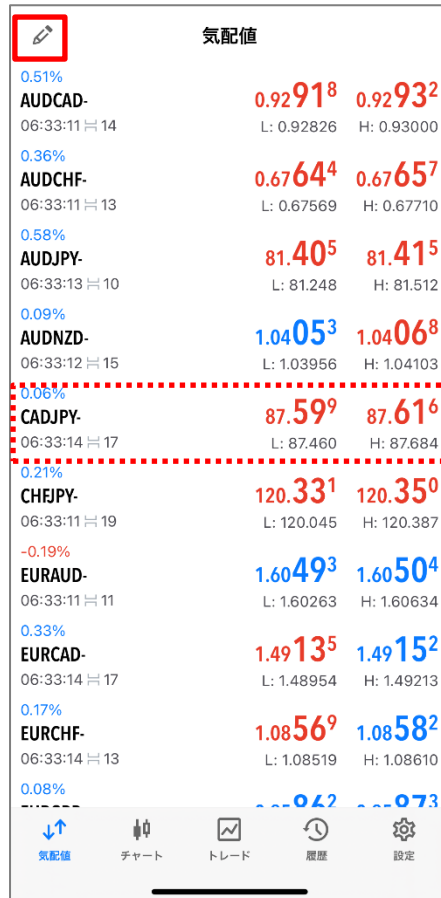 気配値
0.51%
AUDCAD-
0.92918 0.92932
06:33:11 14
L: 0.92826 H: 0.93000
0.36%
AUDCHF-
0.67644 0.67657
06:33:11 13
L: 0.67569 H: 0.67710
0.58%
AUDJPY-
81.405 81.415
06:33:13 10
L: 81.248 H: 81.512
0.09%
AUDNZD-
1.04053 1.04068
06:33:12 15
L: 1.03956 H: 1.04103
0.06%
CADJPY-
87.599 87.616
06:33:14 17
L: 87.460 H: 87.684
0.21%
CHFJPY-
120.331 120.350
06:33:11 19
L: 120.045 H: 120.387
-0.19%
EURAUD-
1.60493 1.60504
06:33:11 11
L: 1.60263 H: 1.60634
0.33%
EURCAD-
1.49135 1.49152
06:33:14 17
L: 1.48954 H: 1.49213
0.17%
EURCHF-
1.08569 1.08582
06:33:14 13
L: 1.08519 H: 1.08610
0.08%
気配値 チャート トレード 履歴 設定